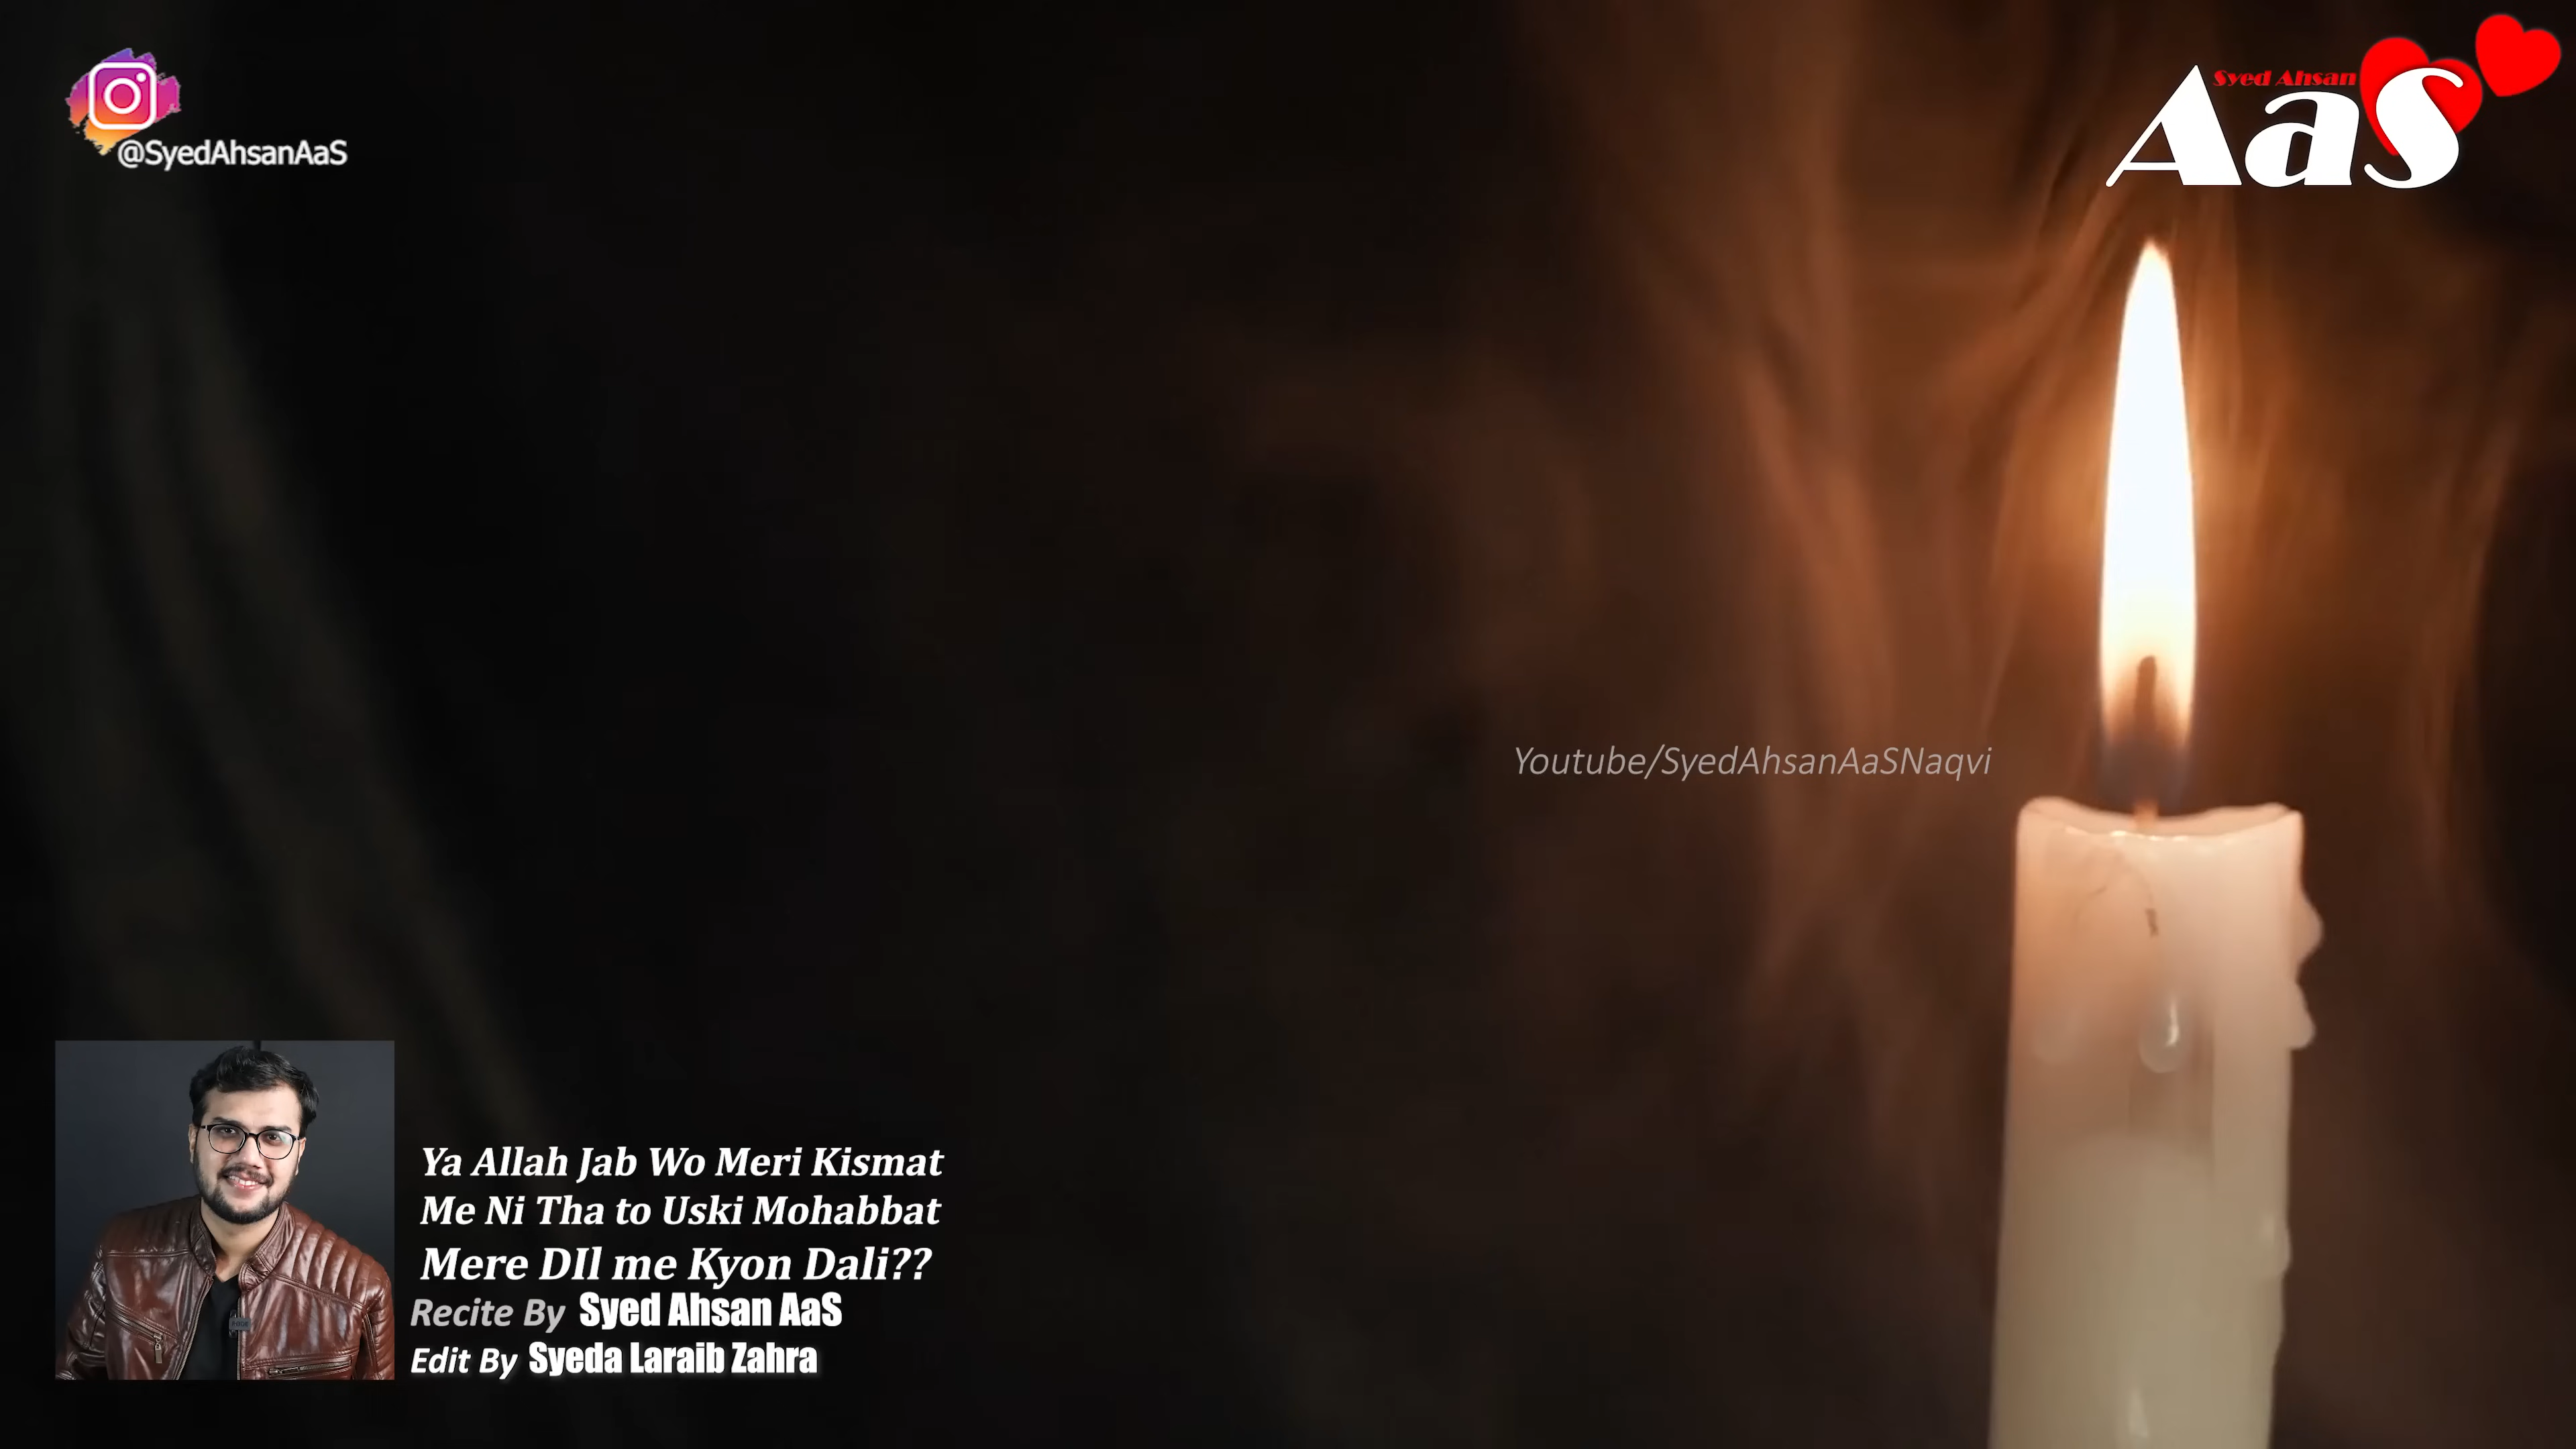 @SyedAhsanAaS
Syed Ahsan
AaS
Youtube/SyedAhsanAaSNaqvi
Ya Allah Jab Wo Meri Kismat
Me Ni Tha to Uski Mohabbat
Mere DIl me Kyon Dali??
Recite By Syed Ahsan AaS
Edit By Syeda Laraib Zahra